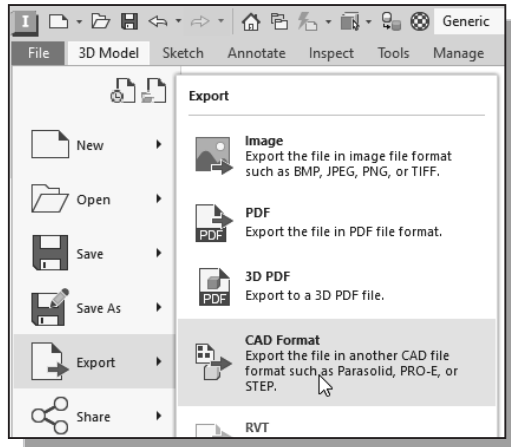 I Generic
File 3D Model Sketch Annotate Inspect Tools Manage
Export
New
Open
Save
Save As
Export
Share
Image
Export the file in image file format
such as BMP, JPEG, PNG, or TIFF.
PDF
PDF
Export the file in PDF file format.
3D PDF
PDF
Export to a 3D PDF file.
CAD Format
Export the file in another CAD file
format such as Parasolid, PRO-E, or
STEP.
RVT